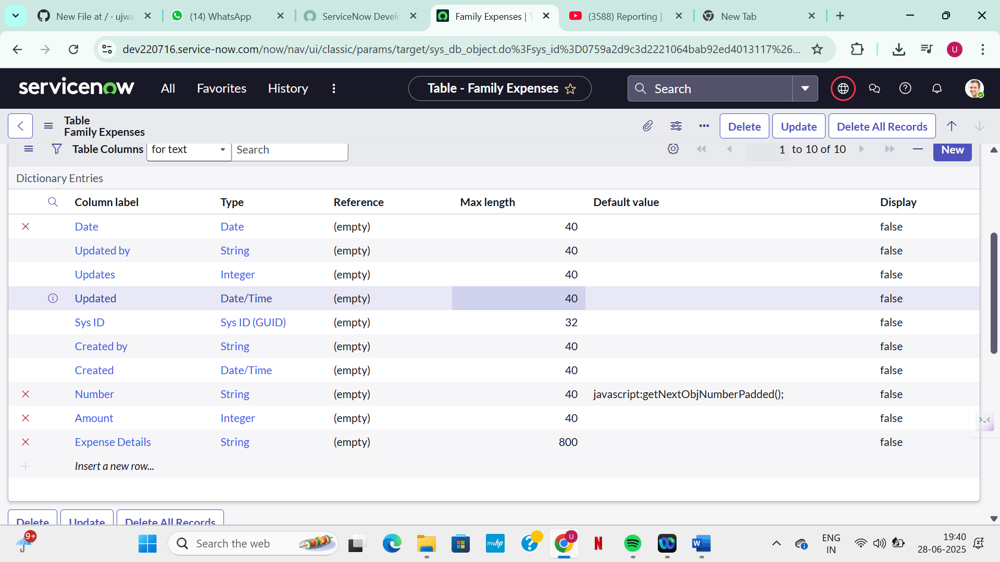 New File at / · ujwa
(14) WhatsApp
ServiceNow Develo
Family Expenses | T
(3588) Reporting |
New Tab
dev220716.service-now.com/now/nav/ui/classic/params/target/sys_db_object.do%3Fsys_id%3D0759a2d9c3d2221064bab92ed4013117%26...
U
servicenow
All
Favorites
History
Table - Family Expenses
Search
Table
Family Expenses
Delete
Update
Delete All Records
Table Columns
for text
Search
1 to 10 of 10
New
Dictionary Entries
Column label Type Reference Max length Default value Display
Date Date (empty) 40 false
Updated by String (empty) 40 false
Updates Integer (empty) 40 false
Updated Date/Time (empty) 40 false
Sys ID Sys ID (GUID) (empty) 32 false
Created by String (empty) 40 false
Created Date/Time (empty) 40 false
Number String (empty) 40 javascript:getNextObjNumberPadded(); false
Amount Integer (empty) 40 false
Expense Details String (empty) 800 false
Insert a new row...
Delete
Update
Delete All Records
9+
Search the web
myhp
U
N
W
ENG
IN
19:40
28-06-2025